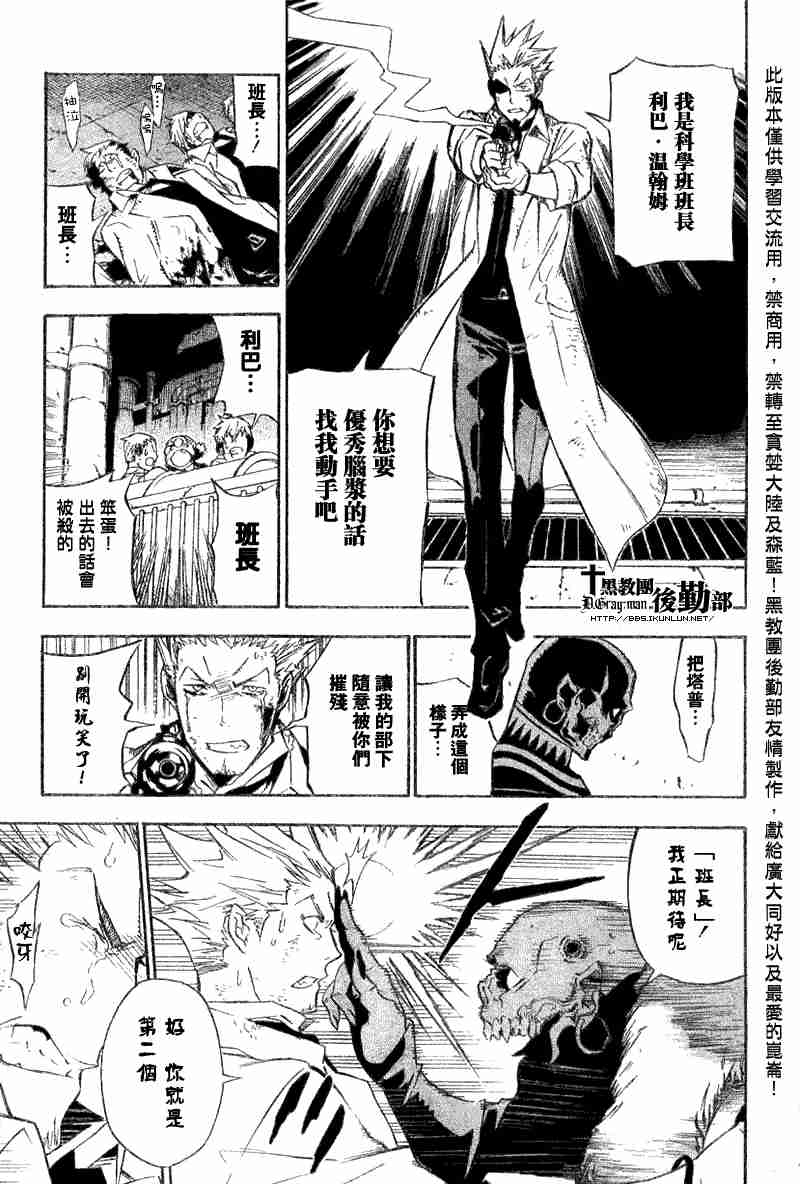 我是科學班班長
利巴．温翰姆
你想要
優秀腦漿的話
找我動手吧
班長…！
嗚…
抽泣
班長…
利巴…
班長
笨蛋！
出去的話會
被殺的
黑教團
D.Gray-man
後勤部
HTTP://BBS.IKUNLUN.NET/
把塔普…
弄成這個
樣子…
讓我的部下
隨意被你們
摧殘
別開玩笑了！
「班長」！
我正期待呢
好 你就是
第二個
咬牙
此版本僅供學習交流用，禁商用，禁轉至貪婪大陸及森藍！黑教團後勤部友情製作，獻給廣大同好以及最愛的崑崙！